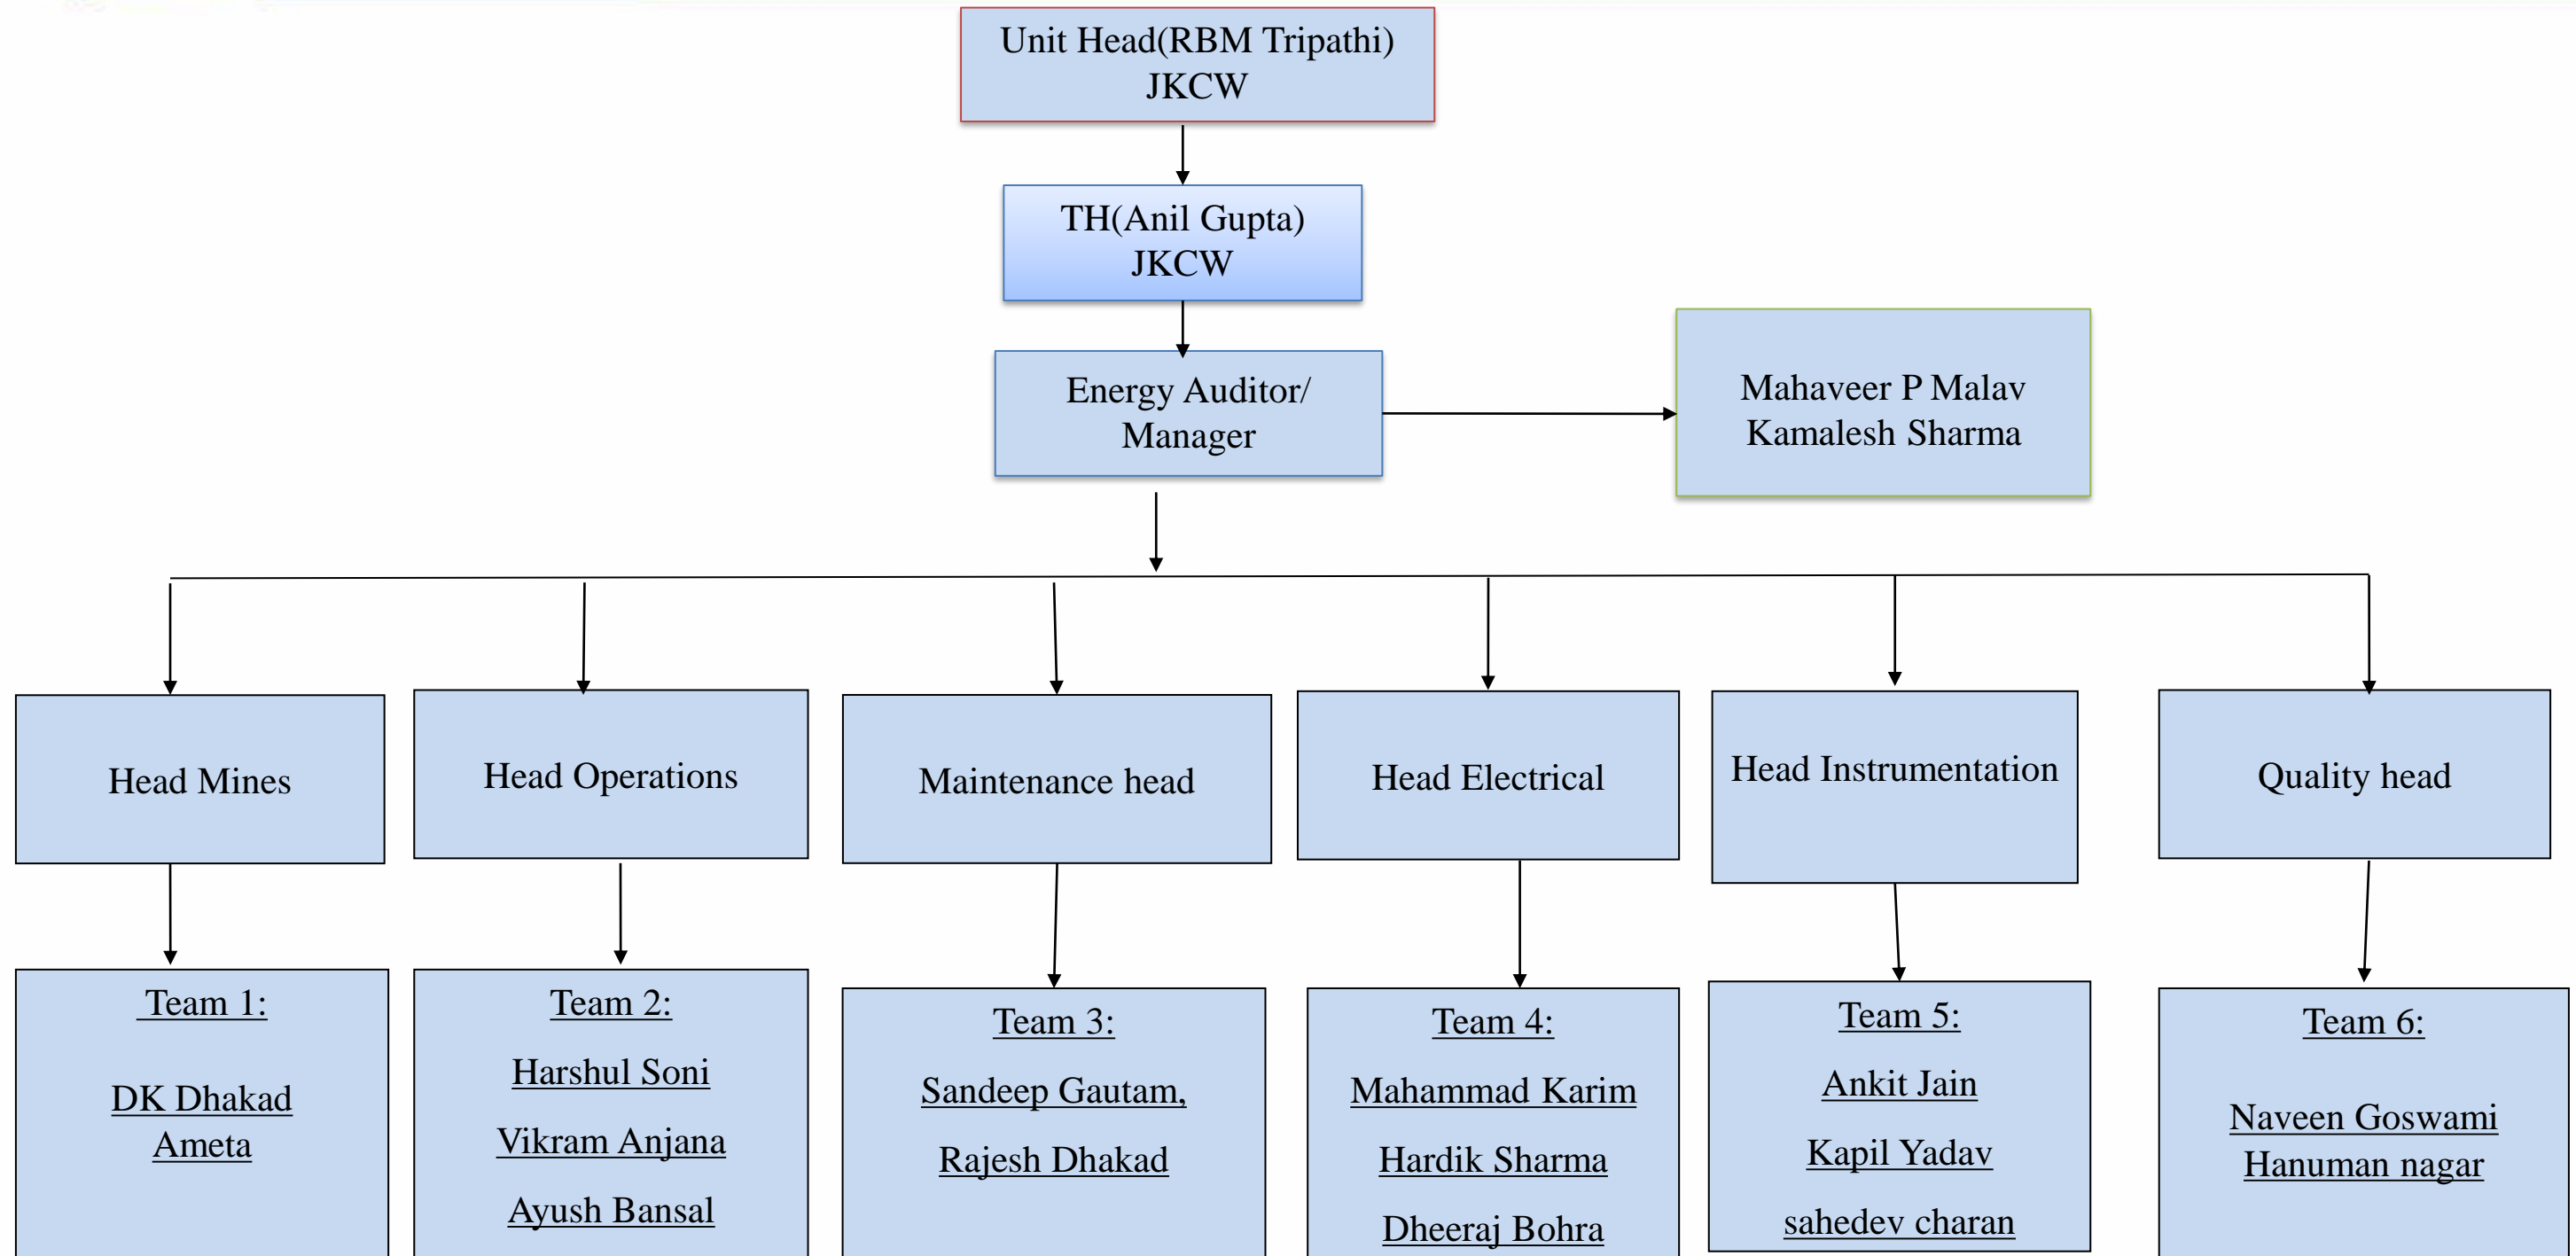 Unit Head(RBM Tripathi)
JKCW
TH(Anil Gupta)
JKCW
Energy Auditor/
Manager
Mahaveer P Malav
Kamalesh Sharma
Head Mines
Head Operations
Maintenance head
Head Electrical
Head Instrumentation
Quality head
Team 1:
DK Dhakad
Ameta
Team 2:
Harshul Soni
Vikram Anjana
Ayush Bansal
Team 3:
Sandeep Gautam,
Rajesh Dhakad
Team 4:
Mahammad Karim
Hardik Sharma
Dheeraj Bohra
Team 5:
Ankit Jain
Kapil Yadav
sahedev charan
Team 6:
Naveen Goswami
Hanuman nagar